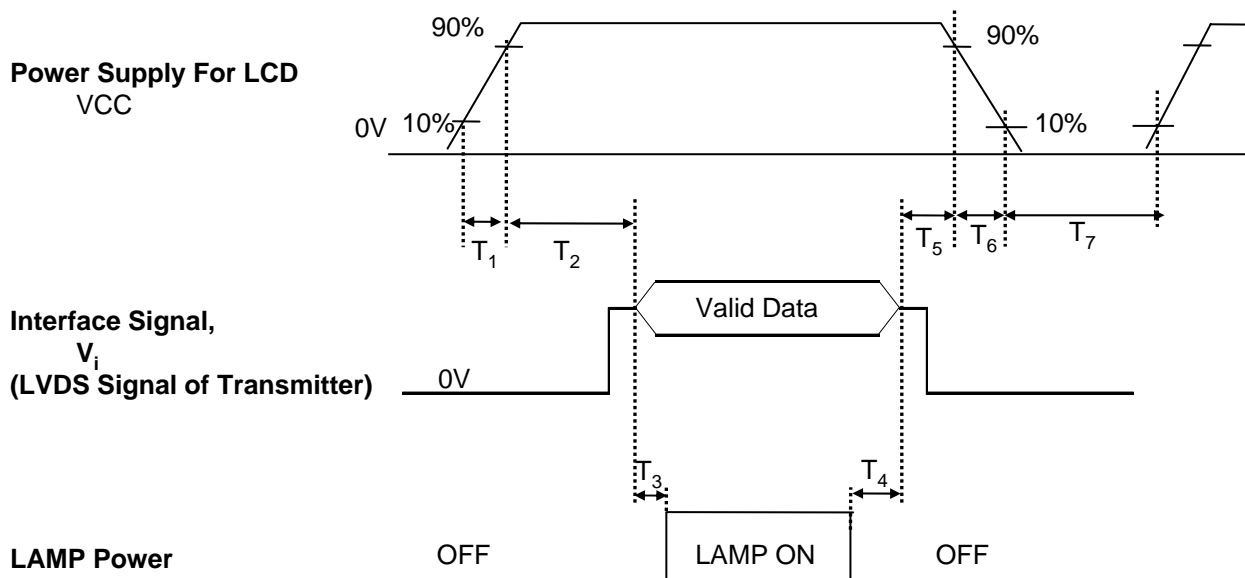 90%
90%
Power Supply For LCD
VCC
0V
10%
10%
T1
T2
T5
T6
T7
Valid Data
Interface Signal,
Vi
(LVDS Signal of Transmitter)
0V
T3
T4
LAMP Power
OFF
LAMP ON
OFF